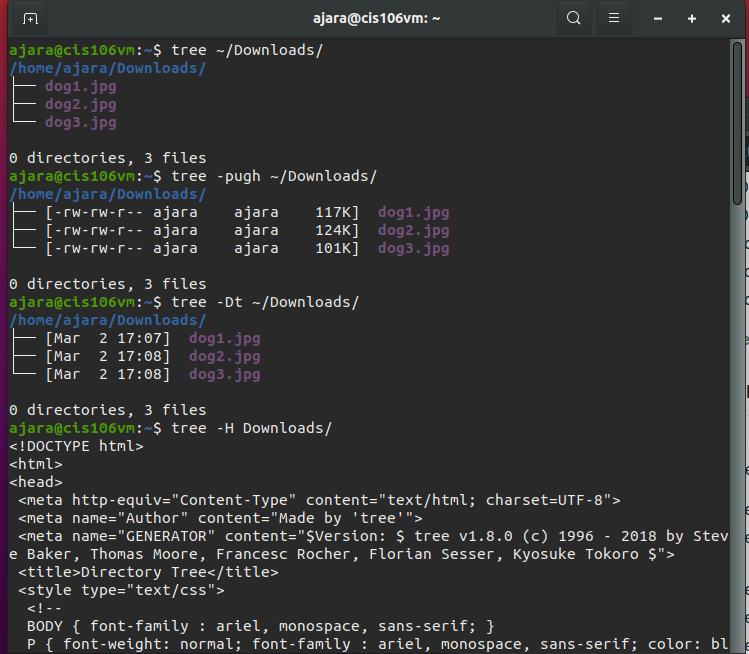 ajara@cis106vm: ~
ajara@cis106vm:~$ tree ~/Downloads/
/home/ajara/Downloads/
├── dog1.jpg
├── dog2.jpg
└── dog3.jpg
0 directories, 3 files
ajara@cis106vm:~$ tree -pugh ~/Downloads/
/home/ajara/Downloads/
├── [-rw-rw-r-- ajara    ajara    117K]  dog1.jpg
├── [-rw-rw-r-- ajara    ajara    124K]  dog2.jpg
└── [-rw-rw-r-- ajara    ajara    101K]  dog3.jpg
0 directories, 3 files
ajara@cis106vm:~$ tree -Dt ~/Downloads/
/home/ajara/Downloads/
├── [Mar  2 17:07]  dog1.jpg
├── [Mar  2 17:08]  dog2.jpg
└── [Mar  2 17:08]  dog3.jpg
0 directories, 3 files
ajara@cis106vm:~$ tree -H Downloads/
<!DOCTYPE html>
<html>
<head>
 <meta http-equiv="Content-Type" content="text/html; charset=UTF-8">
 <meta name="Author" content="Made by 'tree'">
 <meta name="GENERATOR" content="$Version: $ tree v1.8.0 (c) 1996 - 2018 by Stev
e Baker, Thomas Moore, Francesc Rocher, Florian Sesser, Kyosuke Tokoro $">
 <title>Directory Tree</title>
 <style type="text/css">
  <!--
  BODY { font-family : ariel, monospace, sans-serif; }
  P { font-weight: normal; font-family : ariel, monospace, sans-serif; color: bl